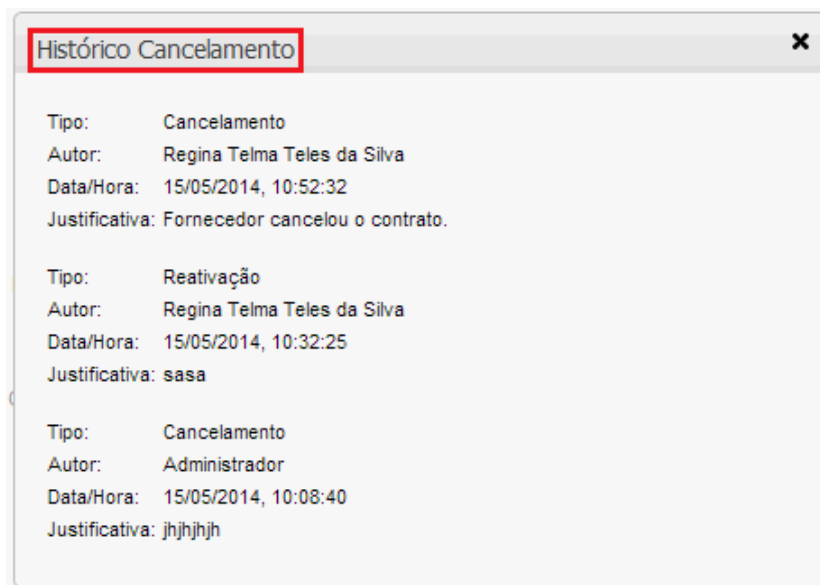 Histórico Cancelamento
Tipo: Cancelamento
Autor: Regina Telma Teles da Silva
Data/Hora: 15/05/2014, 10:52:32
Justificativa: Fornecedor cancelou o contrato.
Tipo: Reativação
Autor: Regina Telma Teles da Silva
Data/Hora: 15/05/2014, 10:32:25
Justificativa: sasa
Tipo: Cancelamento
Autor: Administrador
Data/Hora: 15/05/2014, 10:08:40
Justificativa: jhjhjhjh